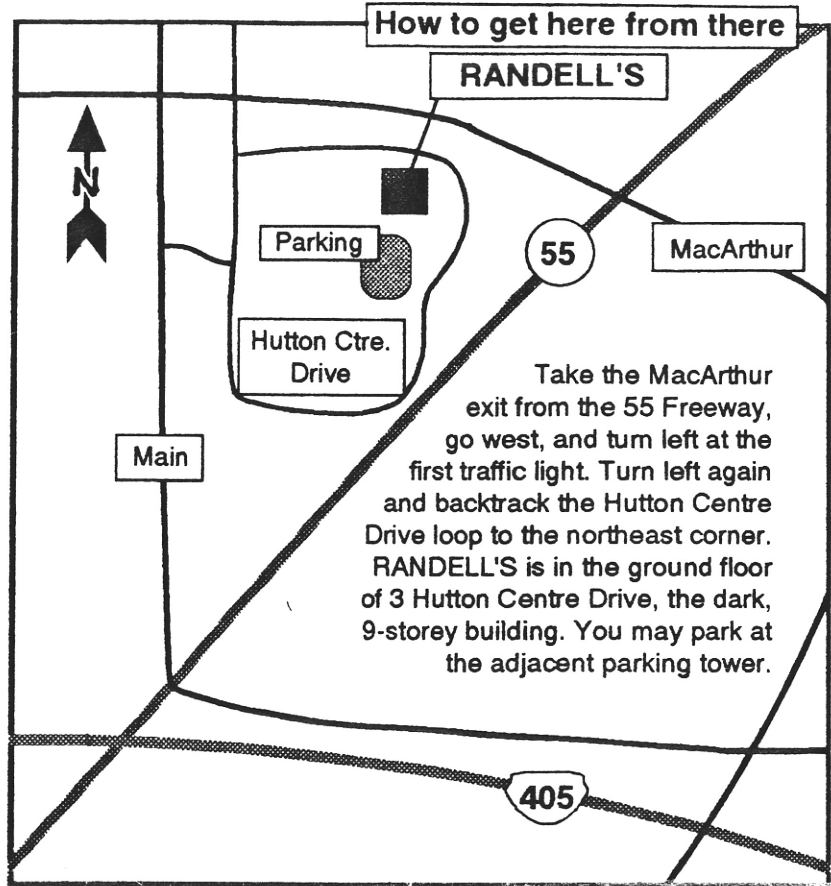 How to get here from there
RANDELL'S
N
Parking
55
MacArthur
Hutton Ctre.
Drive
Main
Take the MacArthur
exit from the 55 Freeway,
go west, and turn left at the
first traffic light. Turn left again
and backtrack the Hutton Centre
Drive loop to the northeast corner.
RANDELL'S is in the ground floor
of 3 Hutton Centre Drive, the dark,
9-storey building. You may park at
the adjacent parking tower.
405